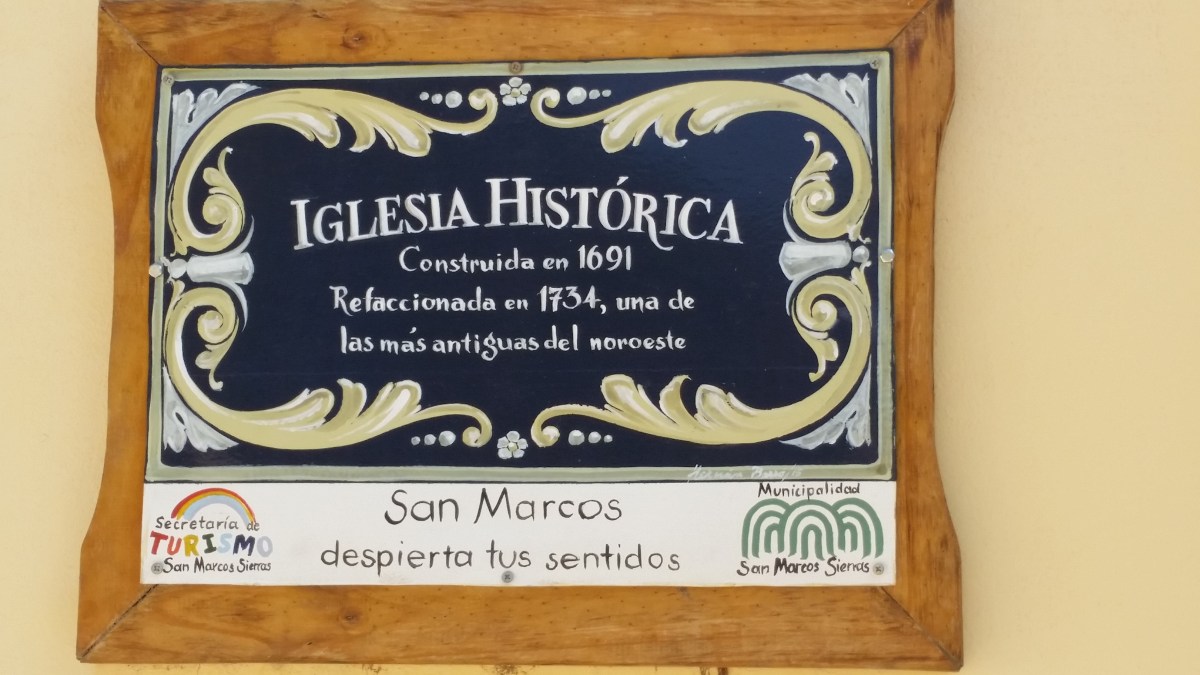 IGLESIA HISTÓRICA
Construida en 1691
Refaccionada en 1734, una de
las más antiguas del noroeste
San Marcos
despierta tus sentidos
Secretaría de
TURISMO
San Marcos Sierras
Municipalidad
San Marcos Sierras